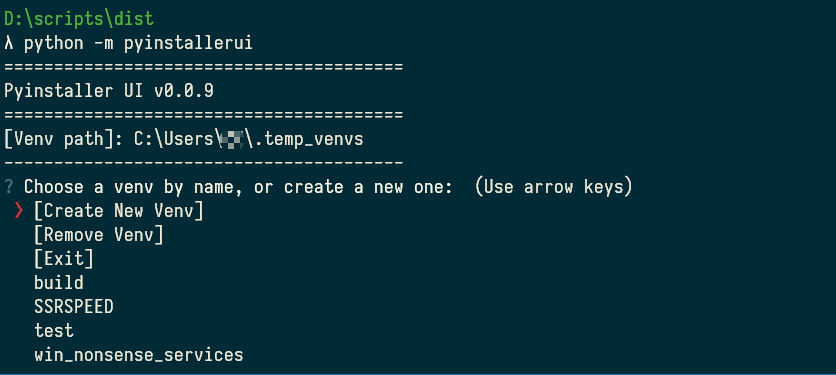 D:\scripts\dist
λ python -m pyinstallerui
========================================
Pyinstaller UI v0.0.9
========================================
[Venv path]: C:\Users\\.temp_venvs
----------------------------------------
? Choose a venv by name, or create a new one:  (Use arrow keys)
❯ [Create New Venv]
[Remove Venv]
[Exit]
build
SSRSPEED
test
win_nonsense_services